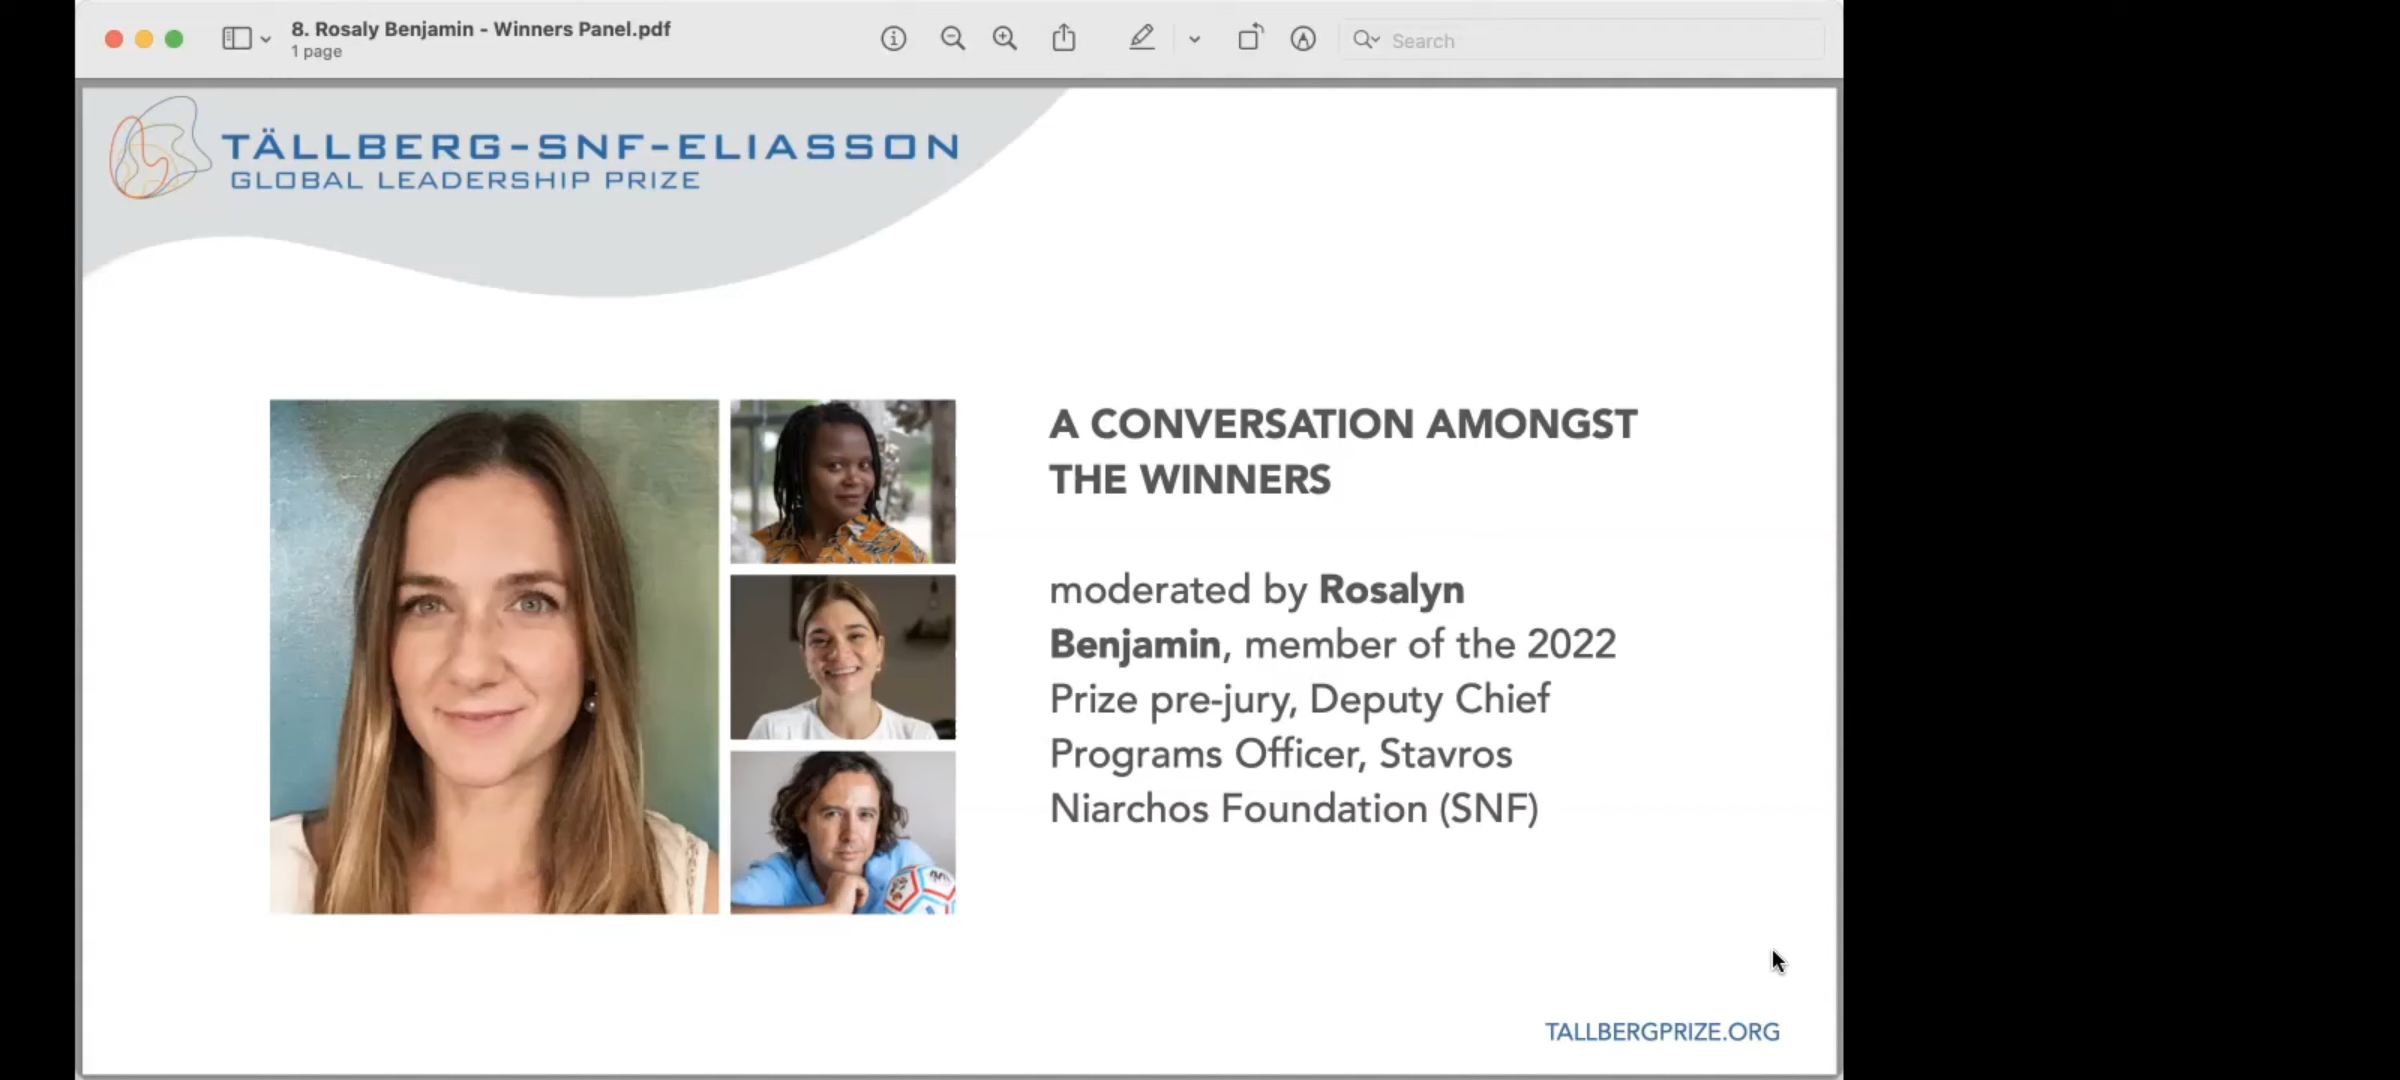 8. Rosaly Benjamin - Winners Panel.pdf
1 page
Search
TÄLLBERG-SNF-ELIASSON
GLOBAL LEADERSHIP PRIZE
A CONVERSATION AMONGST
THE WINNERS
moderated by Rosalyn
Benjamin, member of the 2022
Prize pre-jury, Deputy Chief
Programs Officer, Stavros
Niarchos Foundation (SNF)
TALLBERGPRIZE.ORG